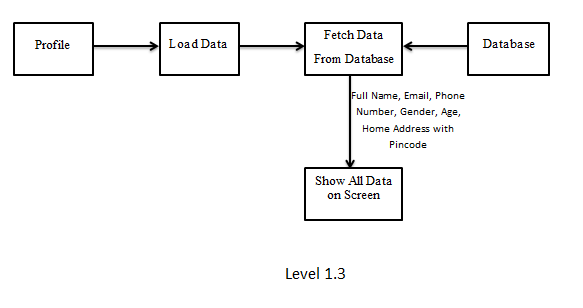 Profile
Load Data
Fetch Data
From Database
Database
Full Name, Email, Phone
Number, Gender, Age,
Home Address with
Pincode
Show All Data
on Screen
Level 1.3